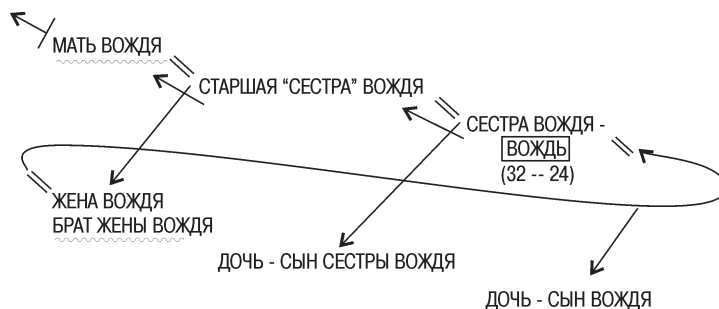 МАТЬ ВОЖДЯ
СТАРШАЯ “СЕСТРА” ВОЖДЯ
СЕСТРА ВОЖДЯ -
ВОЖДЬ
(32 -- 24)
ЖЕНА ВОЖДЯ
БРАТ ЖЕНЫ ВОЖДЯ
ДОЧЬ - СЫН СЕСТРЫ ВОЖДЯ
ДОЧЬ - СЫН ВОЖДЯ